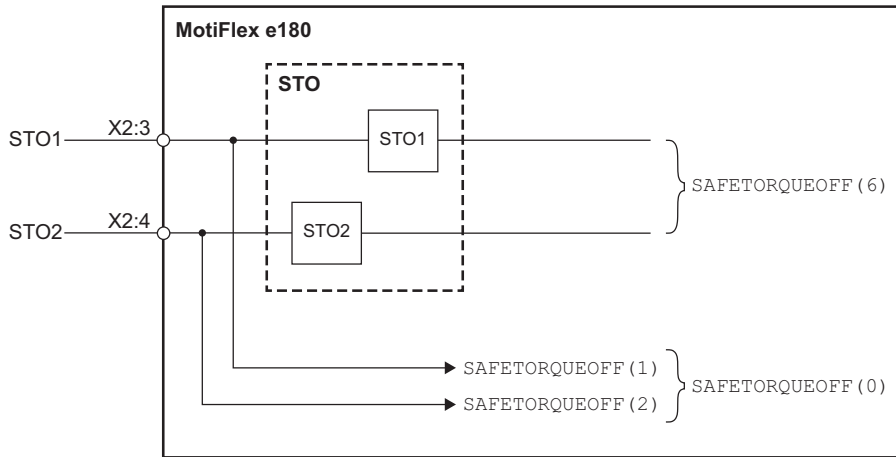 MotiFlex e180
STO
STO1
X2:3
STO1
SAFETORQUEOFF(6)
STO2
X2:4
STO2
SAFETORQUEOFF(1)
SAFETORQUEOFF(0)
SAFETORQUEOFF(2)